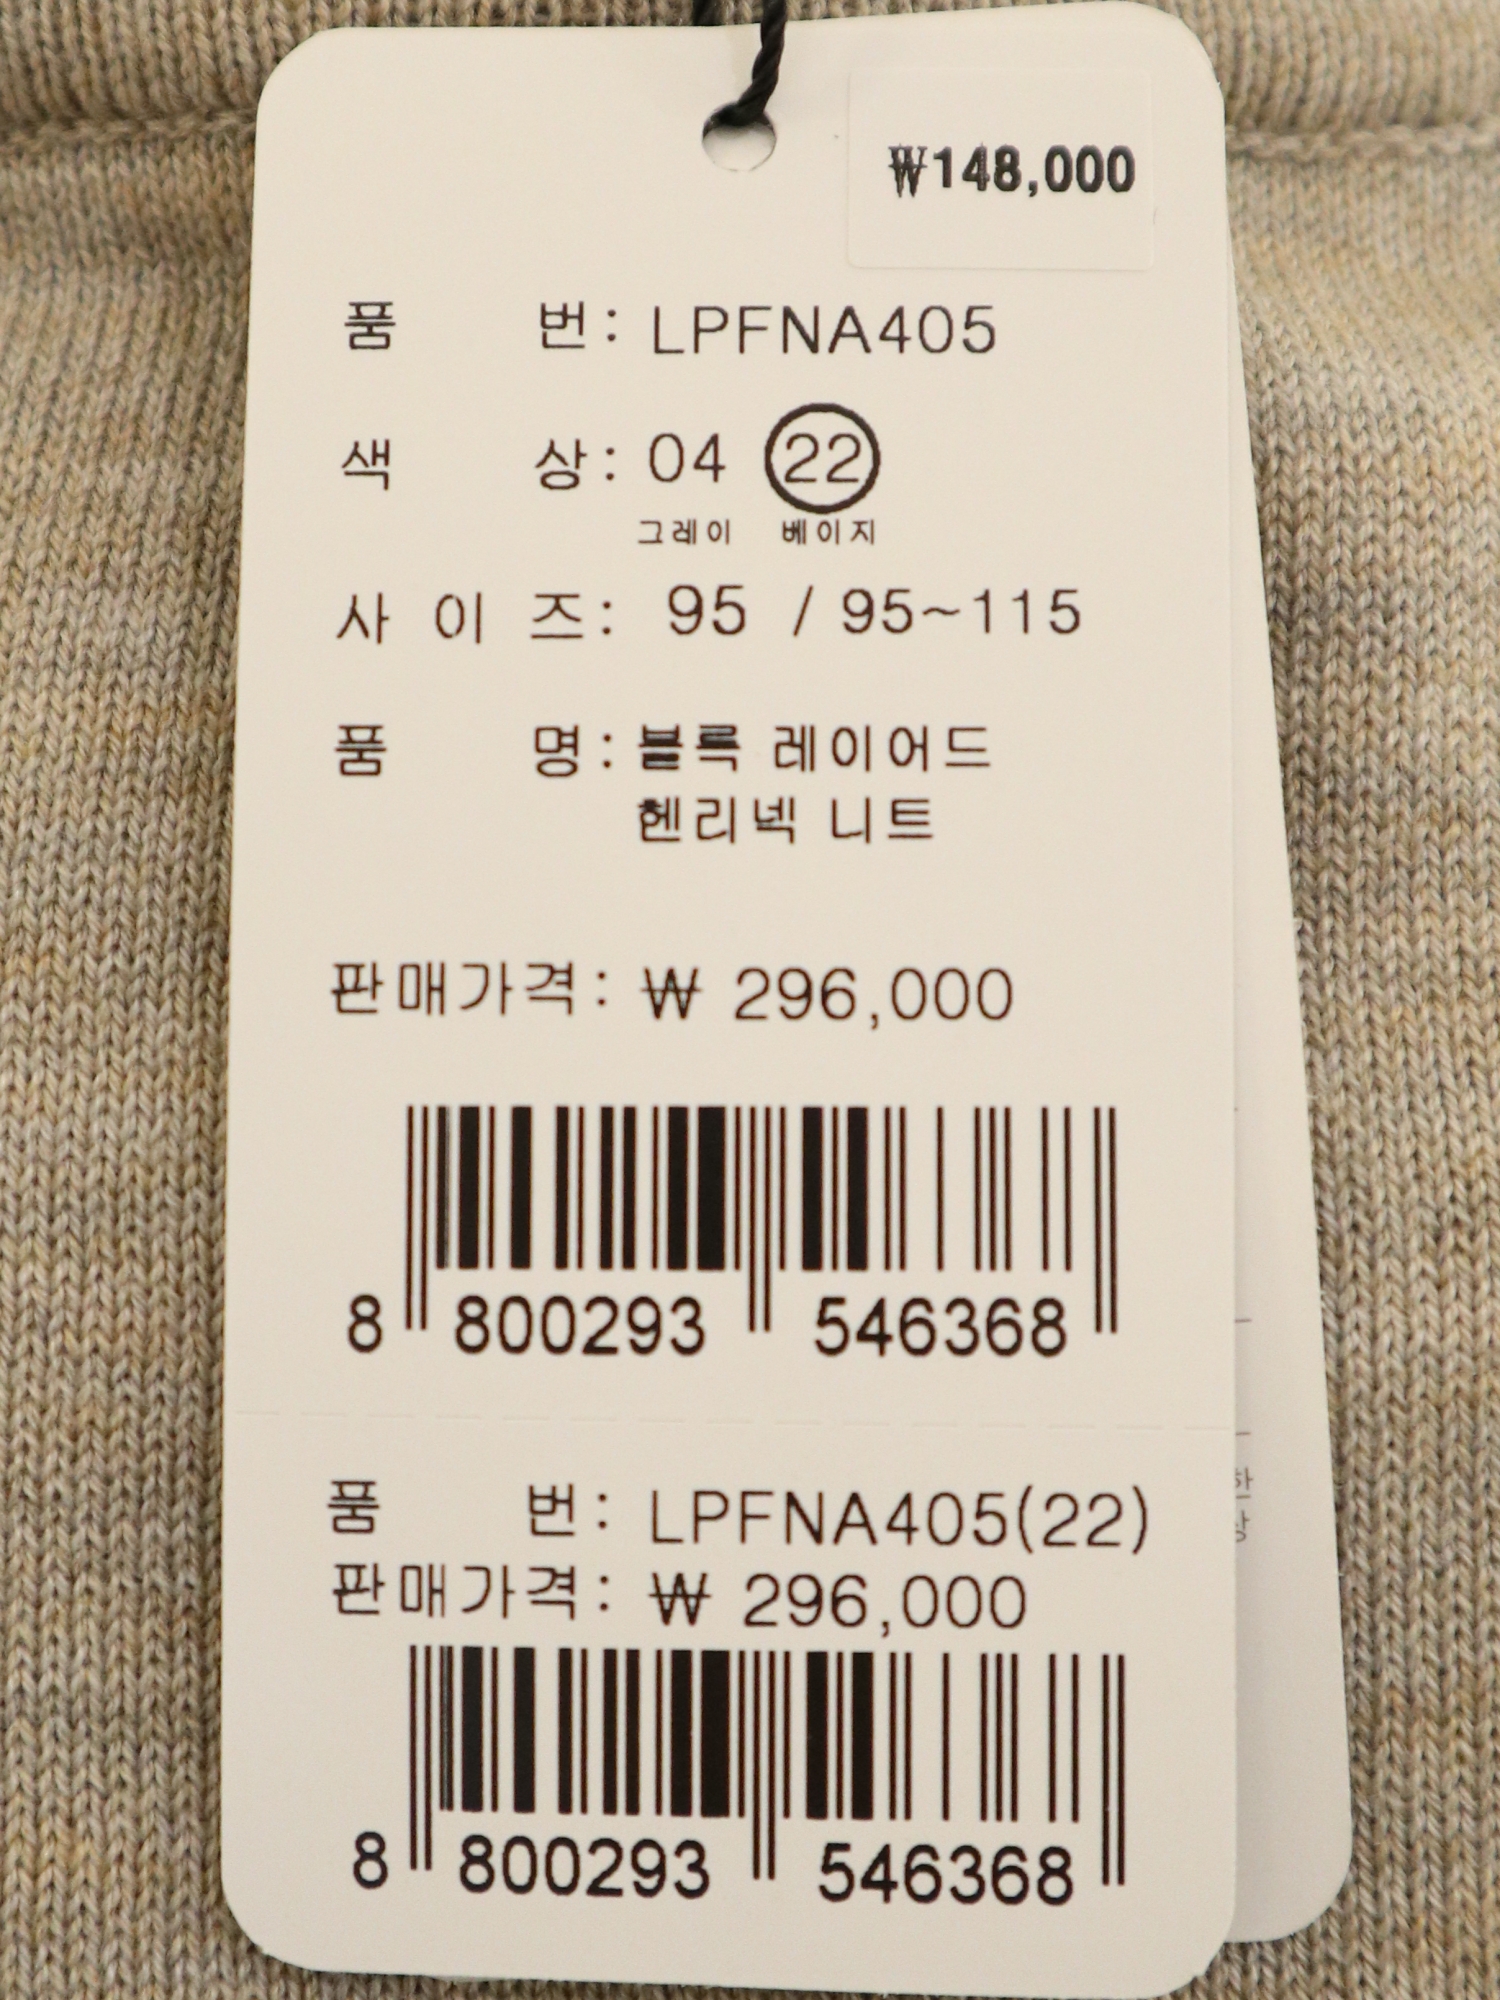 ₩148,000
품 번: LPFNA405
색 상: 04 22
그레이 베이지
사 이 즈: 95 / 95~115
품 명: 블록 레이어드
헨리넥 니트
판매가격: ₩ 296,000
8 800293 546368
품 번: LPFNA405(22)
판매가격: ₩ 296,000
8 800293 546368